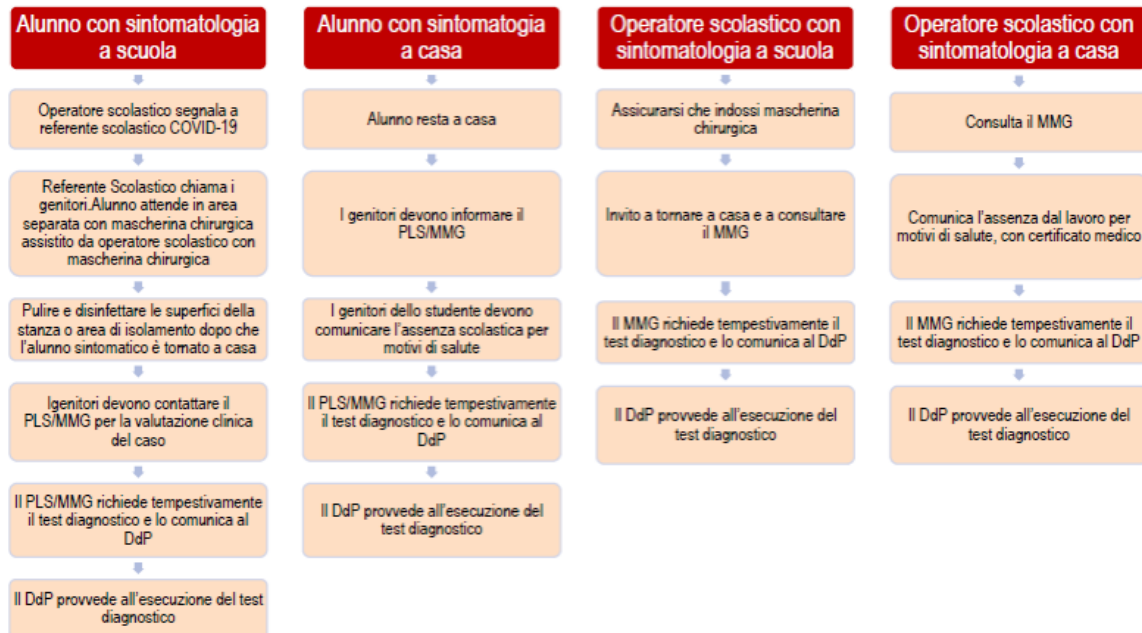 Alunno con sintomatologia
a scuola
Operatore scolastico segnala a
referente scolastico COVID-19
Referente Scolastico chiama i
genitori.Alunno attende in area
separata con mascherina chirurgica
assistito da operatore scolastico con
mascherina chirurgica
Pulire e disinfettare le superfici della
stanza o area di isolamento dopo che
l'alunno sintomatico è tornato a casa
Igenitori devono contattare il
PLS/MMG per la valutazione clinica
del caso
Il PLS/MMG richiede tempestivamente
il test diagnostico e lo comunica al
DdP
Il DdP provvede all'esecuzione del test
diagnostico
Alunno con sintomatogia
a casa
Alunno resta a casa
I genitori devono informare il
PLS/MMG
I genitori dello studente devono
comunicare l'assenza scolastica per
motivi di salute
Il PLS/MMG richiede tempestivamente
il test diagnostico e lo comunica al
DdP
Il DdP provvede all'esecuzione del
test diagnostico
Operatore scolastico con
sintomatologia a scuola
Assicurarsi che indossi mascherina
chirurgica
Invito a tornare a casa e a consultare
il MMG
Il MMG richiede tempestivamente il
test diagnostico e lo comunica al DdP
Il DdP provvede all'esecuzione del
test diagnostico
Operatore scolastico con
sintomatologia a casa
Consulta il MMG
Comunica l'assenza dal lavoro per
motivi di salute, con certificato medico
Il MMG richiede tempestivamente il
test diagnostico e lo comunica al DdP
Il DdP provvede all'esecuzione del
test diagnostico